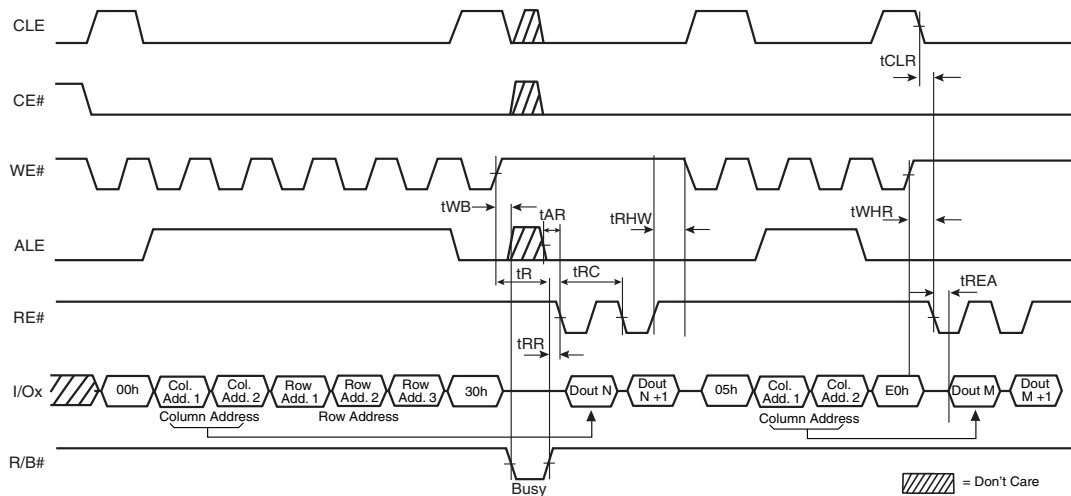 CLE
tCLR
CE#
WE#
tWB
tAR
tRHW
tWHR
ALE
tR
tRC
tREA
RE#
tRR
I/Ox
00h
Col. Add. 1
Col. Add. 2
Row Add. 1
Row Add. 2
Row Add. 3
30h
Dout N
Dout N +1
05h
Col. Add. 1
Col. Add. 2
E0h
Dout M
Dout M +1
Column Address
Row Address
Column Address
R/B#
Busy
= Don't Care